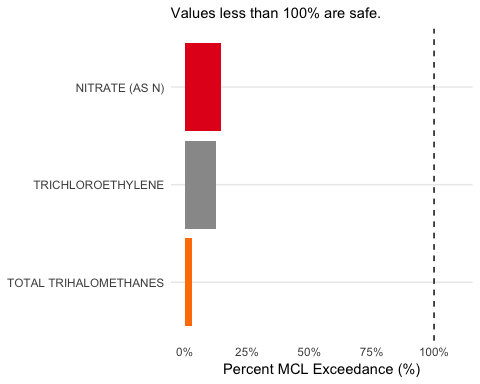 Values less than 100% are safe.
NITRATE (AS N)
TRICHLOROETHYLENE
TOTAL TRIHALOMETHANES
0% 25% 50% 75% 100%
Percent MCL Exceedance (%)